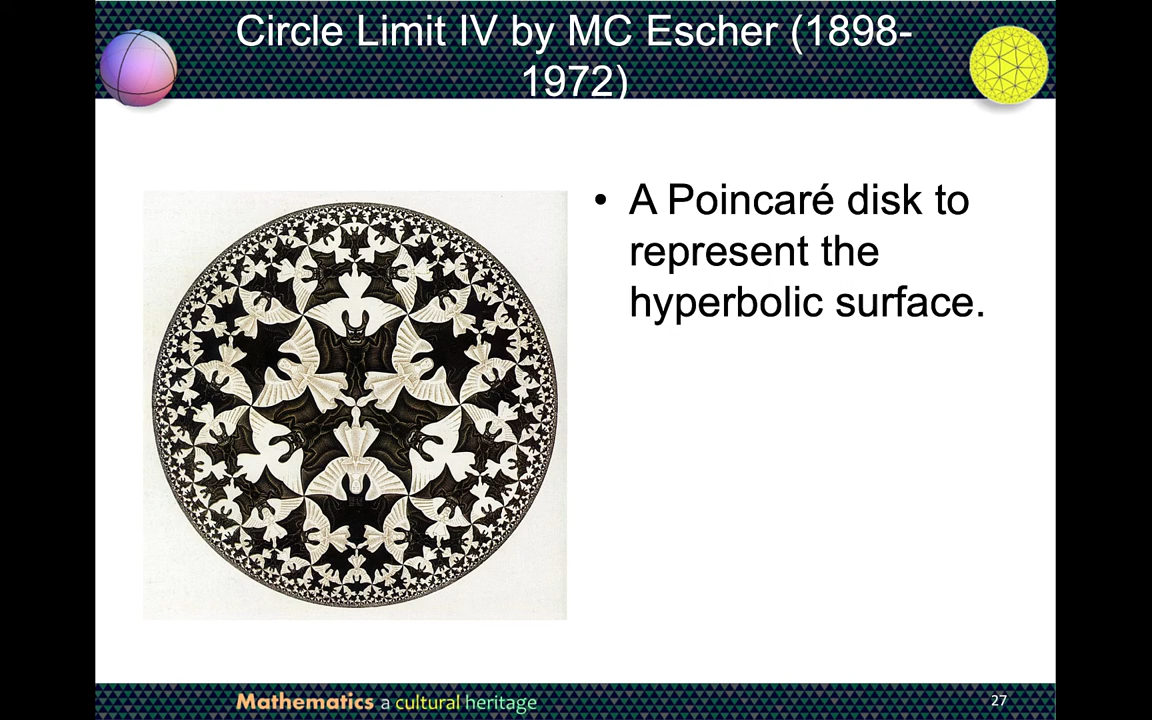 Circle Limit IV by MC Escher (1898-
1972)
• A Poincaré disk to
represent the
hyperbolic surface.
Mathematics a cultural heritage
27